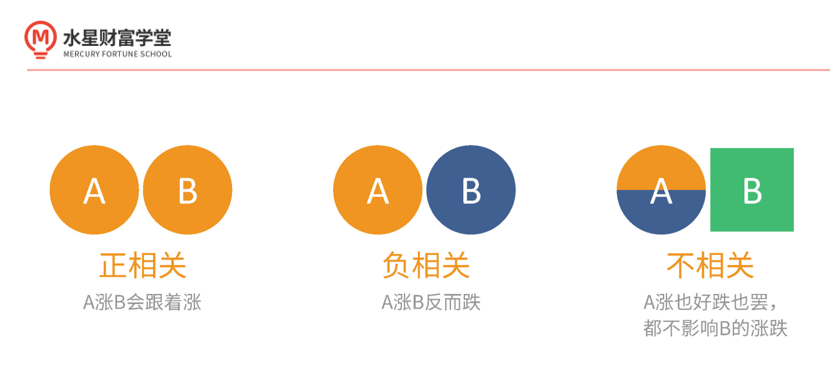 M
水星财富学堂
MERCURY FORTUNE SCHOOL
A B
正相关
A涨B会跟着涨
A B
负相关
A涨B反而跌
A B
不相关
A涨也好跌也罢，
都不影响B的涨跌